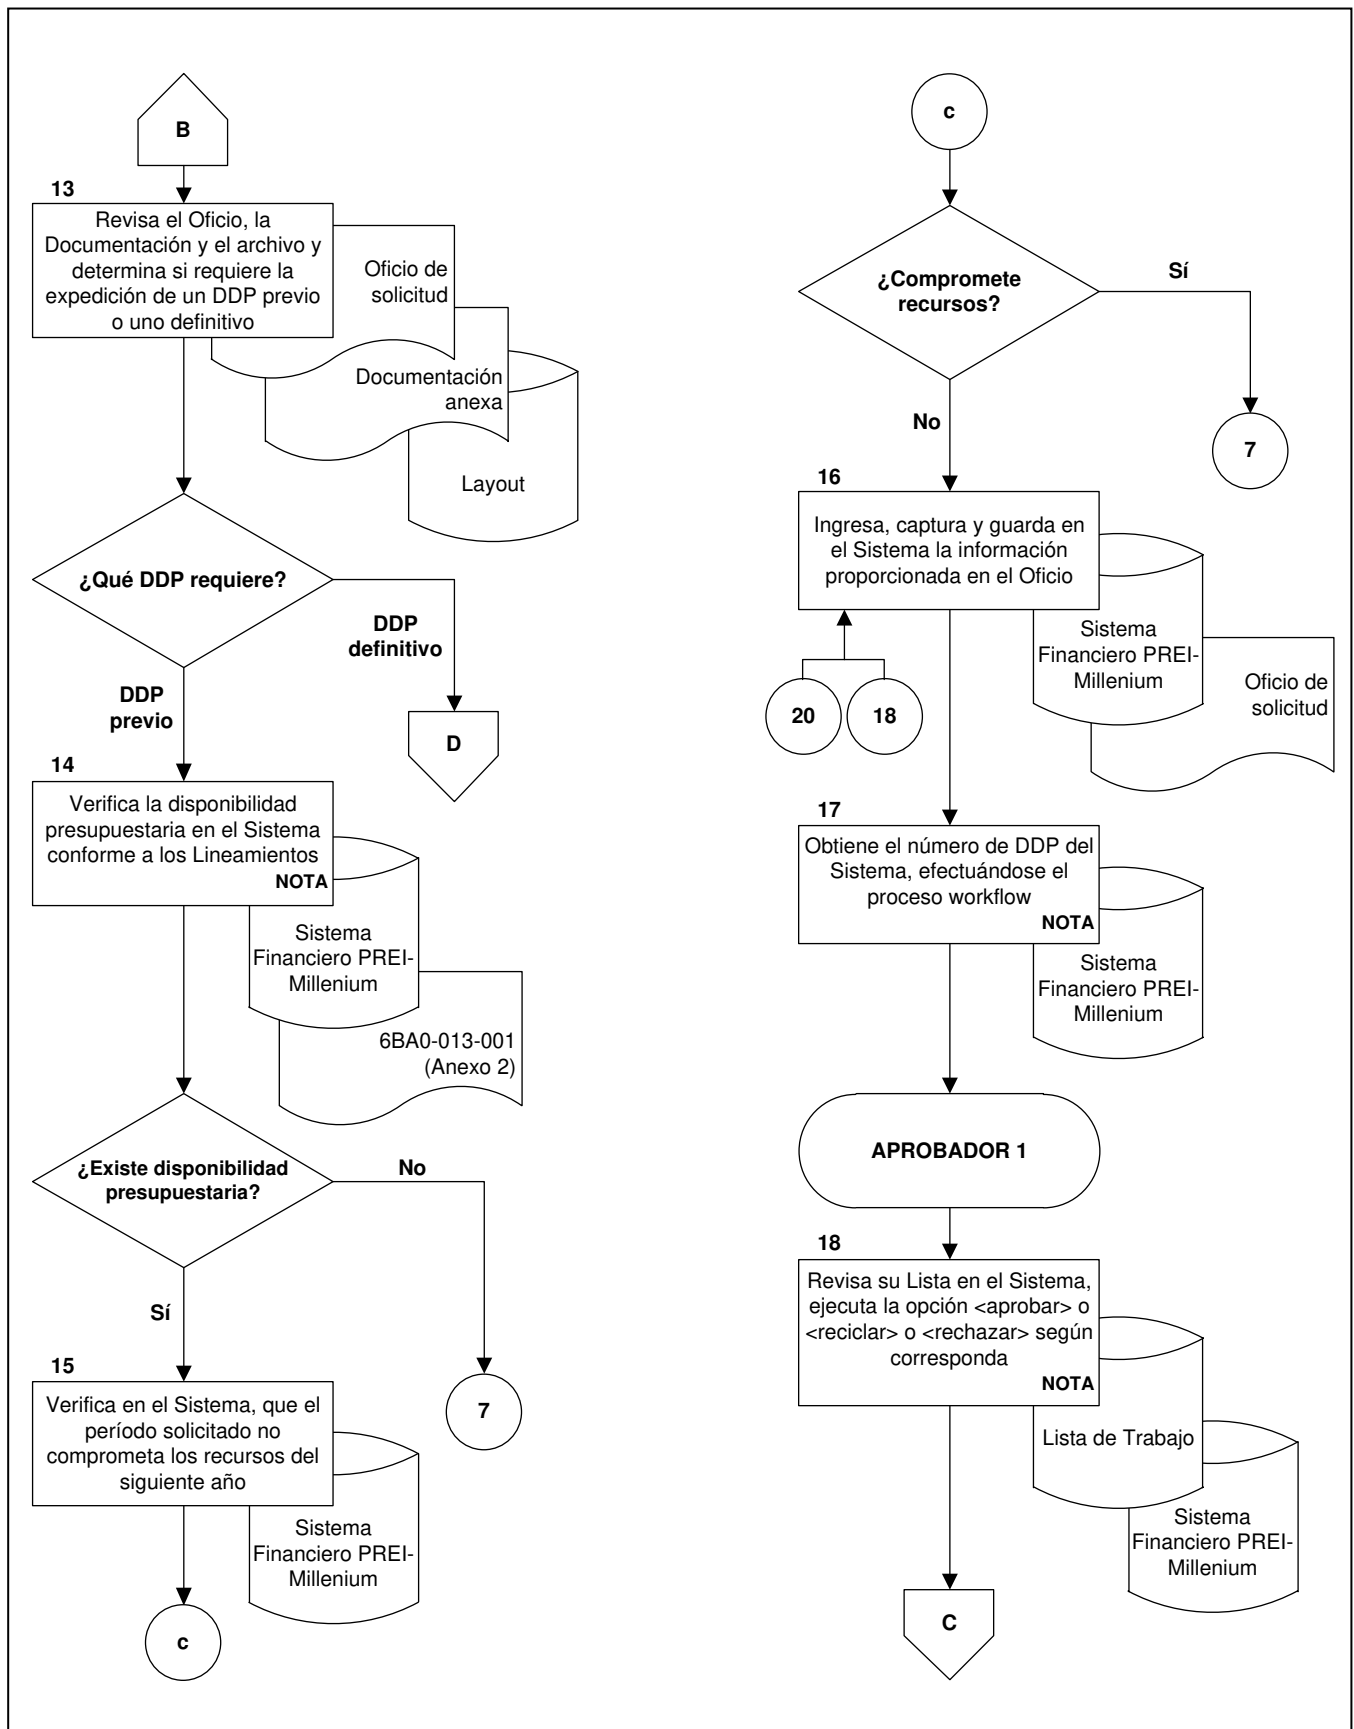 B
13
Revisa el Oficio, la
Documentación y el archivo y
determina si requiere la
expedición de un DDP previo
o uno definitivo
Oficio de
solicitud
Documentación
anexa
Layout
¿Qué DDP requiere?
DDP
definitivo
DDP
previo
D
14
Verifica la disponibilidad
presupuestaria en el Sistema
conforme a los Lineamientos
NOTA
Sistema
Financiero PREI-
Millenium
6BA0-013-001
(Anexo 2)
¿Existe disponibilidad
presupuestaria?
No
Sí
7
15
Verifica en el Sistema, que el
período solicitado no
comprometa los recursos del
siguiente año
Sistema
Financiero PREI-
Millenium
c
c
¿Compromete
recursos?
Sí
No
7
16
Ingresa, captura y guarda en
el Sistema la información
proporcionada en el Oficio
Sistema
Financiero PREI-
Millenium
Oficio de
solicitud
20
18
17
Obtiene el número de DDP del
Sistema, efectuándose el
proceso workflow
NOTA
Sistema
Financiero PREI-
Millenium
APROBADOR 1
18
Revisa su Lista en el Sistema,
ejecuta la opción <aprobar> o
<reciclar> o <rechazar> según
corresponda
NOTA
Lista de Trabajo
Sistema
Financiero PREI-
Millenium
C